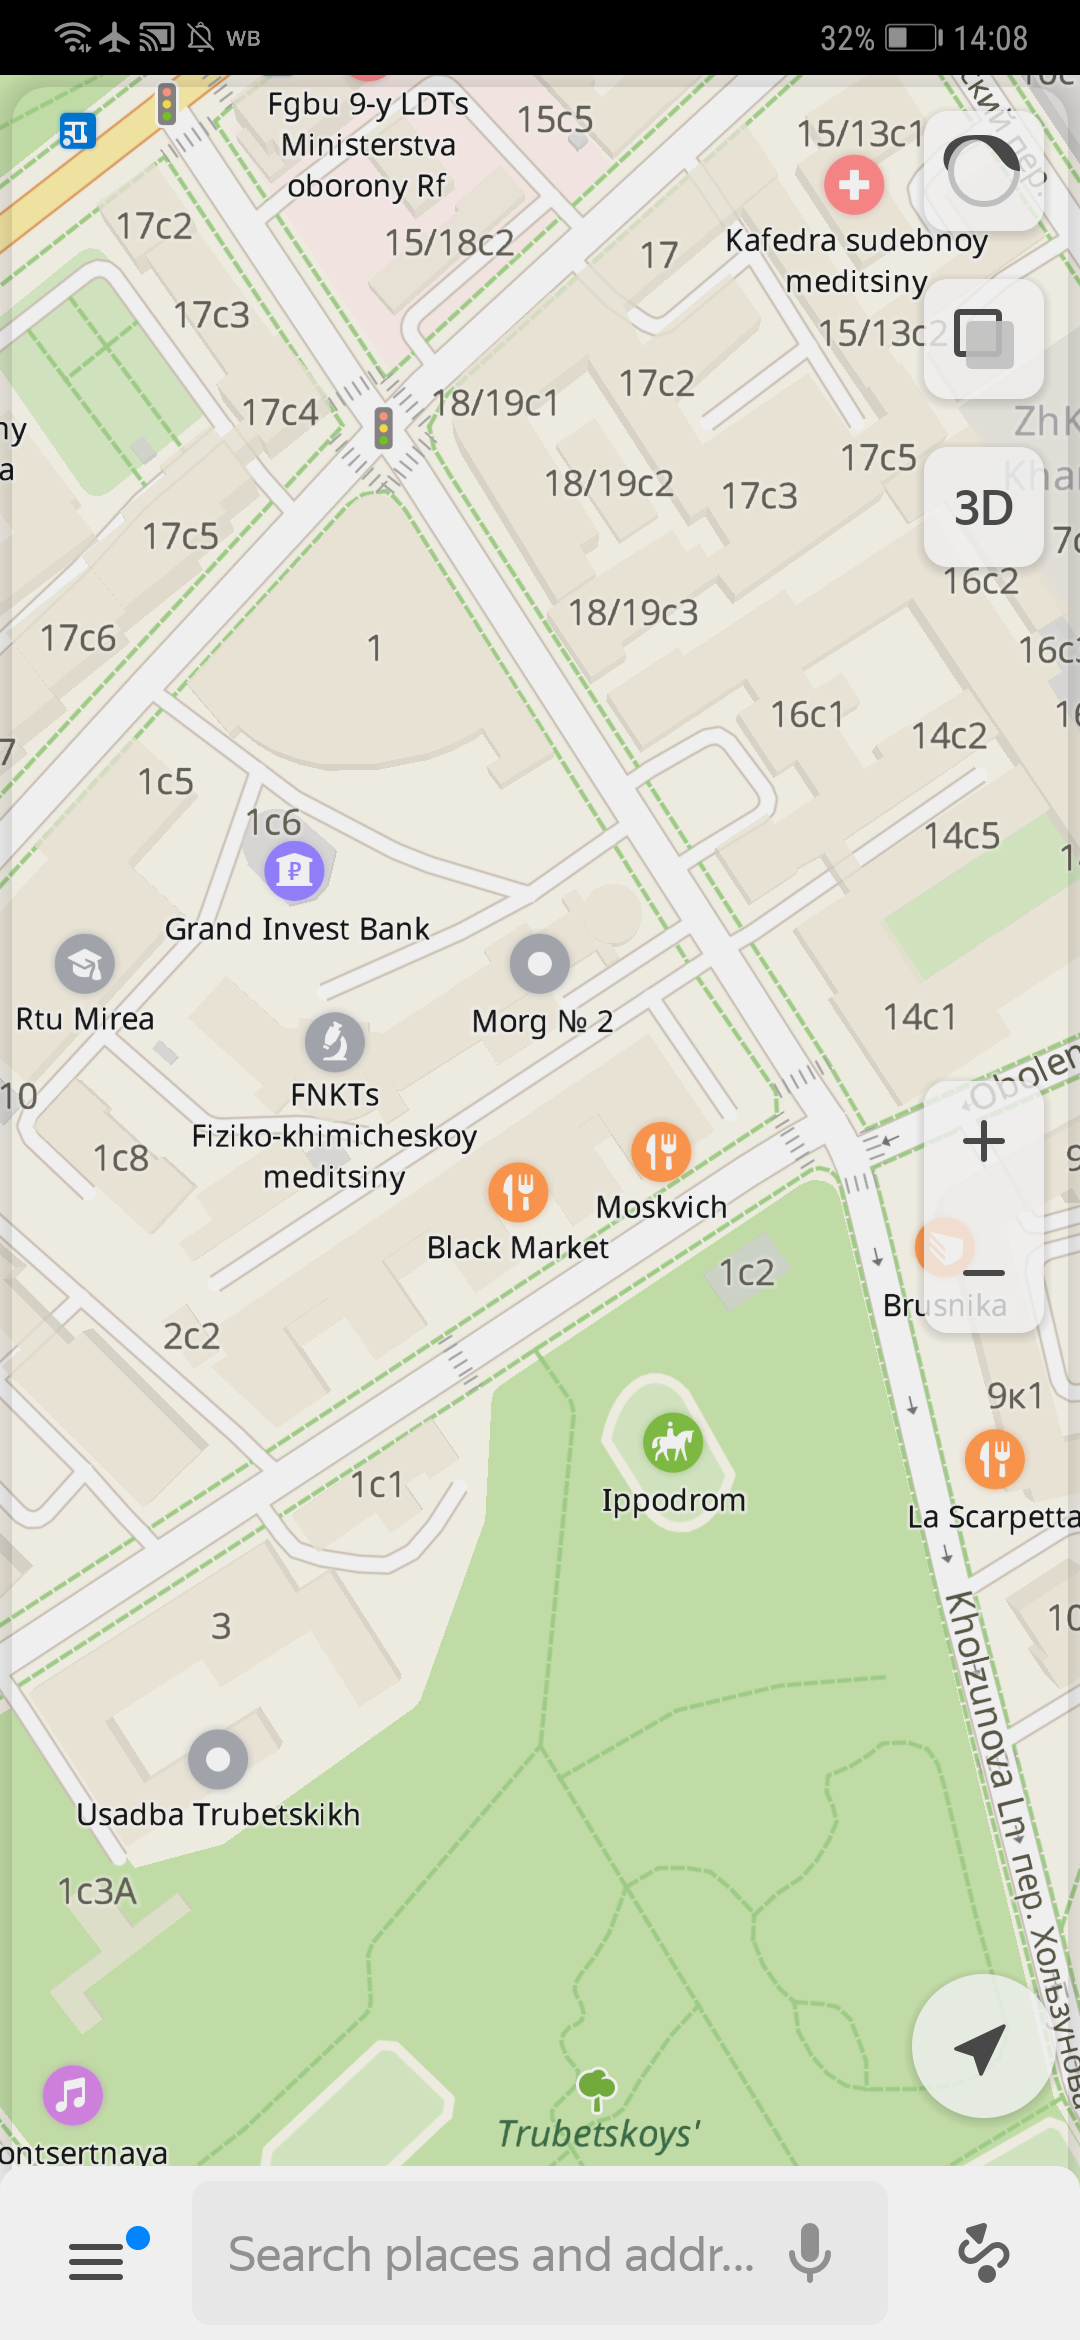 WB
32%
14:08
Fgbu 9-y LDTs
Ministerstva
oborony Rf
15c5
15/13c1
17c2
15/18c2
17
Kafedra sudebnoy
meditsiny
17c3
15/13c2
17c4
18/19c1
17c2
17c5
18/19c2
17c3
3D
17c5
16c2
18/19c3
17c6
1
16c1
14c2
1c5
1c6
14c5
Grand Invest Bank
Rtu Mirea
Morg № 2
14c1
FNKTs
Fiziko-khimicheskoy
meditsiny
10
1c8
Moskvich
Black Market
1c2
Brusnika
2c2
9к1
1c1
Ippodrom
La Scarpetta
3
Kholzunova Ln
пер. Хользунова
Usadba Trubetskikh
1c3A
Trubetskoys'
ontsertnaya
Search places and addr...